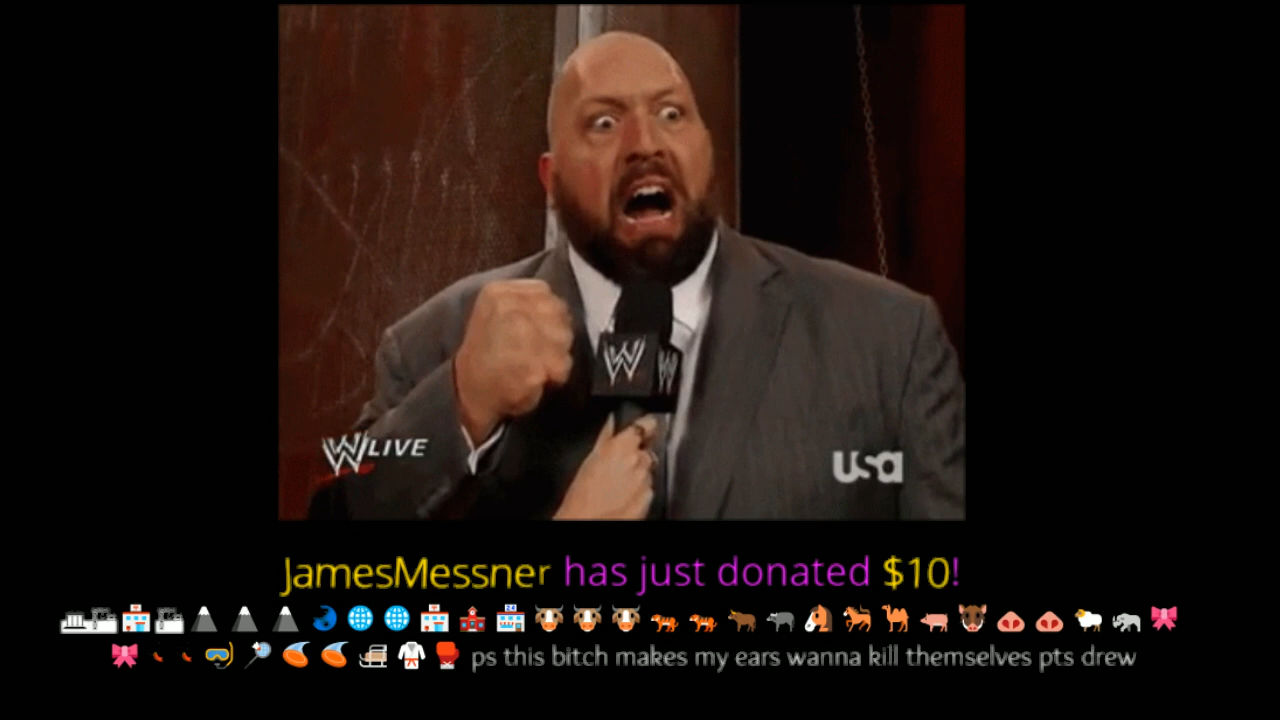 W
W
W LIVE
usa
JamesMessner has just donated $10!
ps this bitch makes my ears wanna kill themselves pts drew